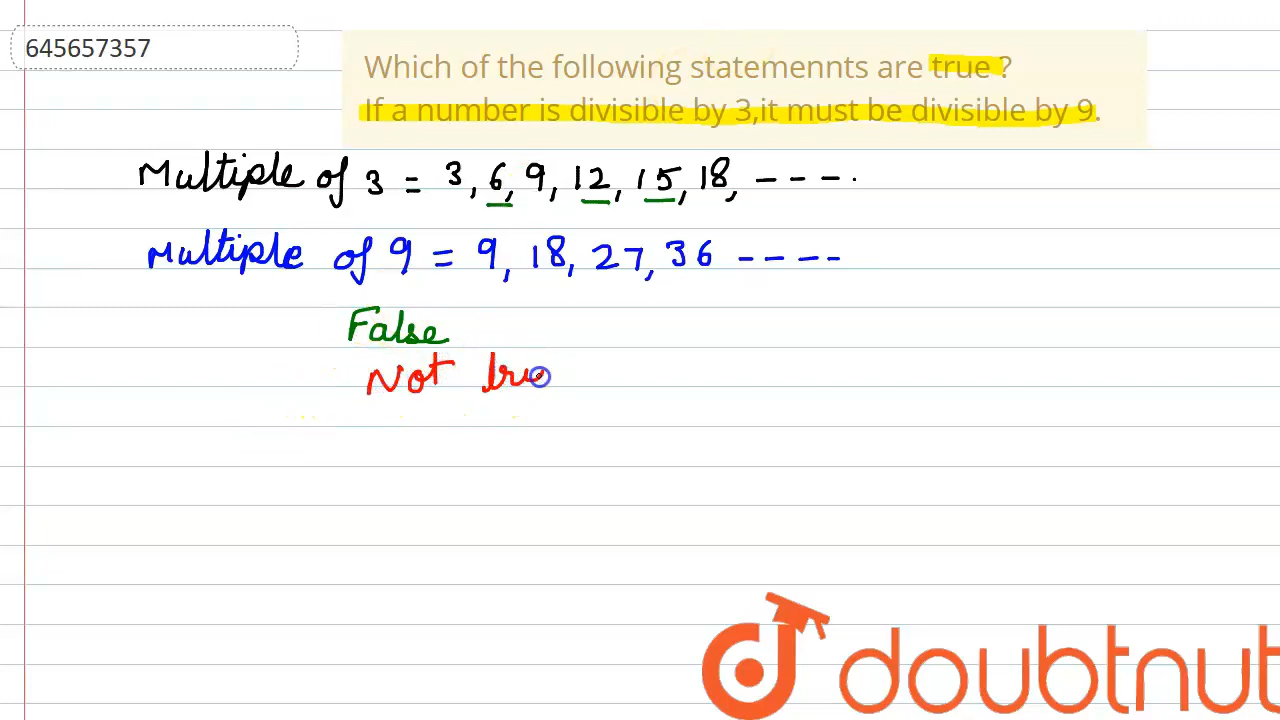 645657357
Which of the following statemennts are true ?
If a number is divisible by 3,it must be divisible by 9.
Multiple of 3 = 3, 6, 9, 12, 15, 18, ----.
Multiple of 9 = 9, 18, 27, 36 ----
False
Not tru
doubtnut